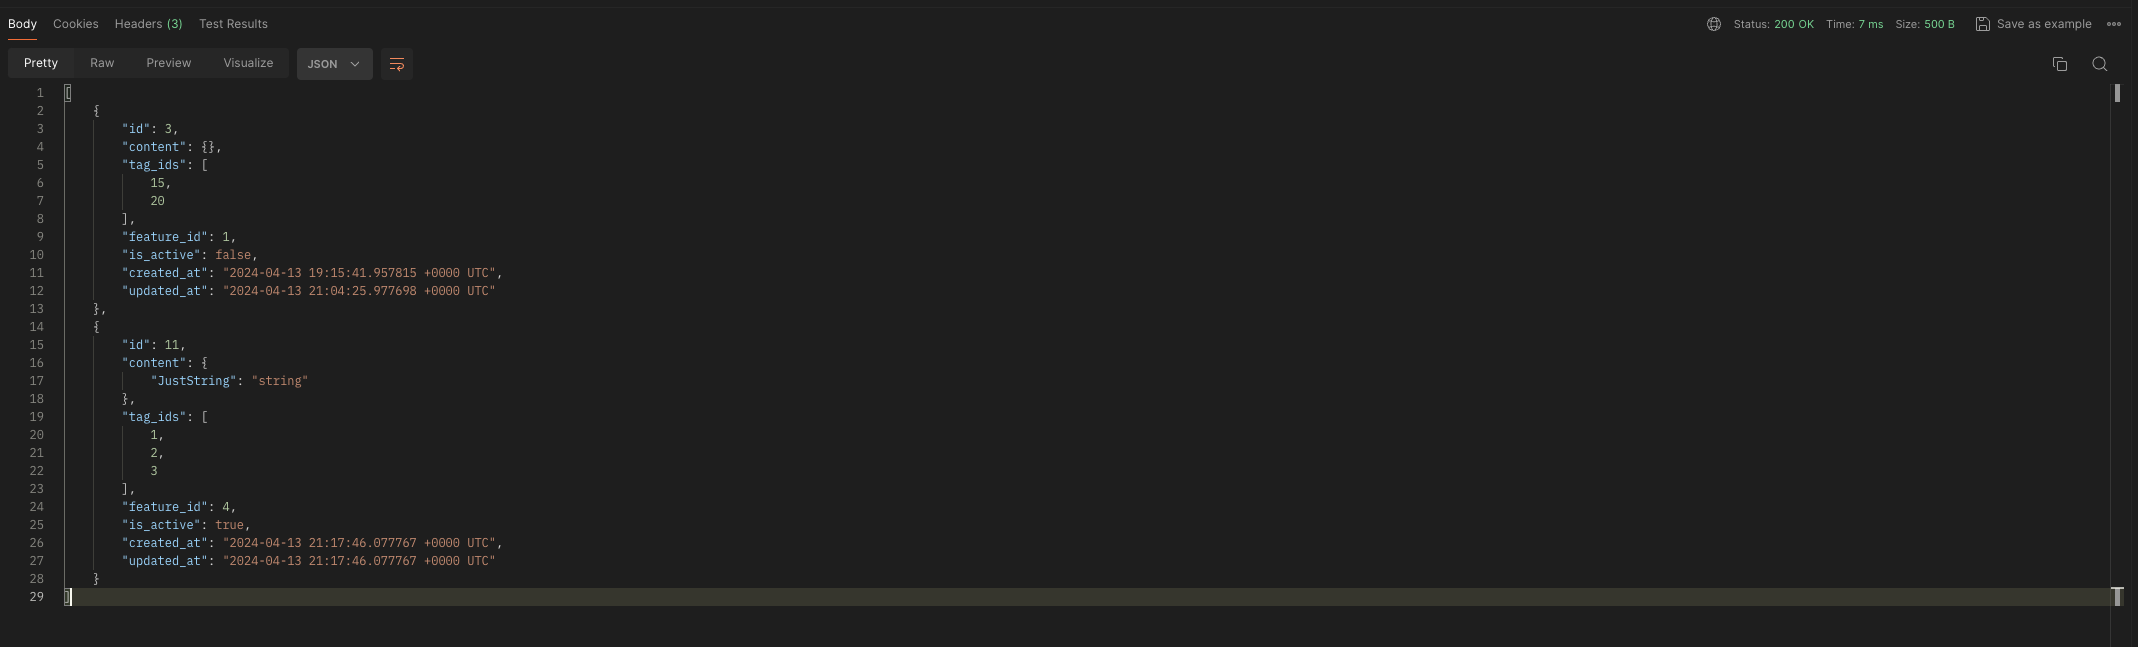 Body Cookies Headers (3) Test Results Status: 200 OK Time: 7 ms Size: 500 B Save as example
Pretty Raw Preview Visualize JSON
1 [
2 {
3 "id": 3,
4 "content": {},
5 "tag_ids": [
6 15,
7 20
8 ],
9 "feature_id": 1,
10 "is_active": false,
11 "created_at": "2024-04-13 19:15:41.957815 +0000 UTC",
12 "updated_at": "2024-04-13 21:04:25.977698 +0000 UTC"
13 },
14 {
15 "id": 11,
16 "content": {
17 "JustString": "string"
18 },
19 "tag_ids": [
20 1,
21 2,
22 3
23 ],
24 "feature_id": 4,
25 "is_active": true,
26 "created_at": "2024-04-13 21:17:46.077767 +0000 UTC",
27 "updated_at": "2024-04-13 21:17:46.077767 +0000 UTC"
28 }
29 ]